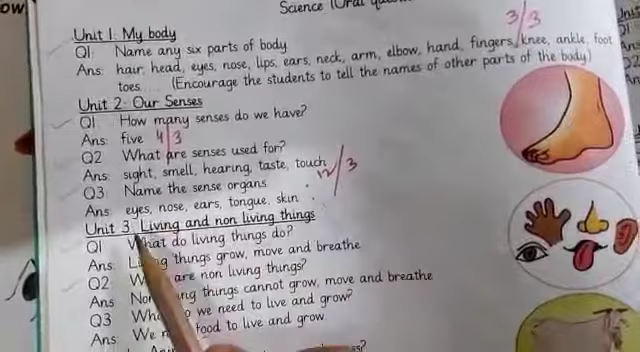 Science (Oral
3/3
Unit 1: My body
Q1 Name any six parts of body.
Ans: hair, head, eyes, nose, lips, ears, neck, arm, elbow, hand, fingers, knee, ankle, foot
toes..... (Encourage the students to tell the names of other parts of the body)
Unit 2: Our Senses
Q1 How many senses do we have?
Ans: five 4/3
Q2 What are senses used for?
Ans: sight, smell, hearing, taste, touch
Q3 Name the sense organs. 12/3
Ans: eyes, nose, ears, tongue, skin
Unit 3: Living and non living things
Q1 What do living things do?
Ans: things grow, move and breathe
Q2 are non living things?
Ans: things cannot grow, move and breathe
Q3 we need to live and grow?
Ans: We food to live and grow